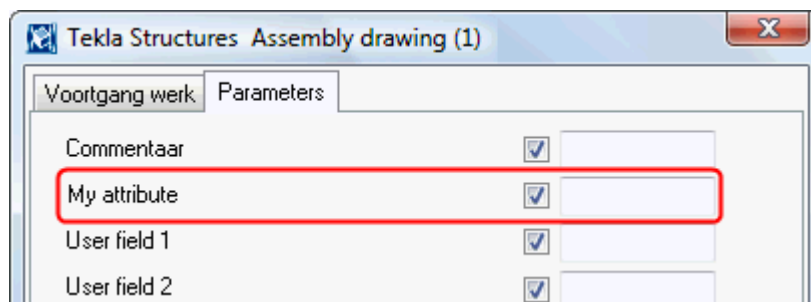 Tekla Structures Assembly drawing (1)
Voortgang werk Parameters
Commentaar
My attribute
User field 1
User field 2